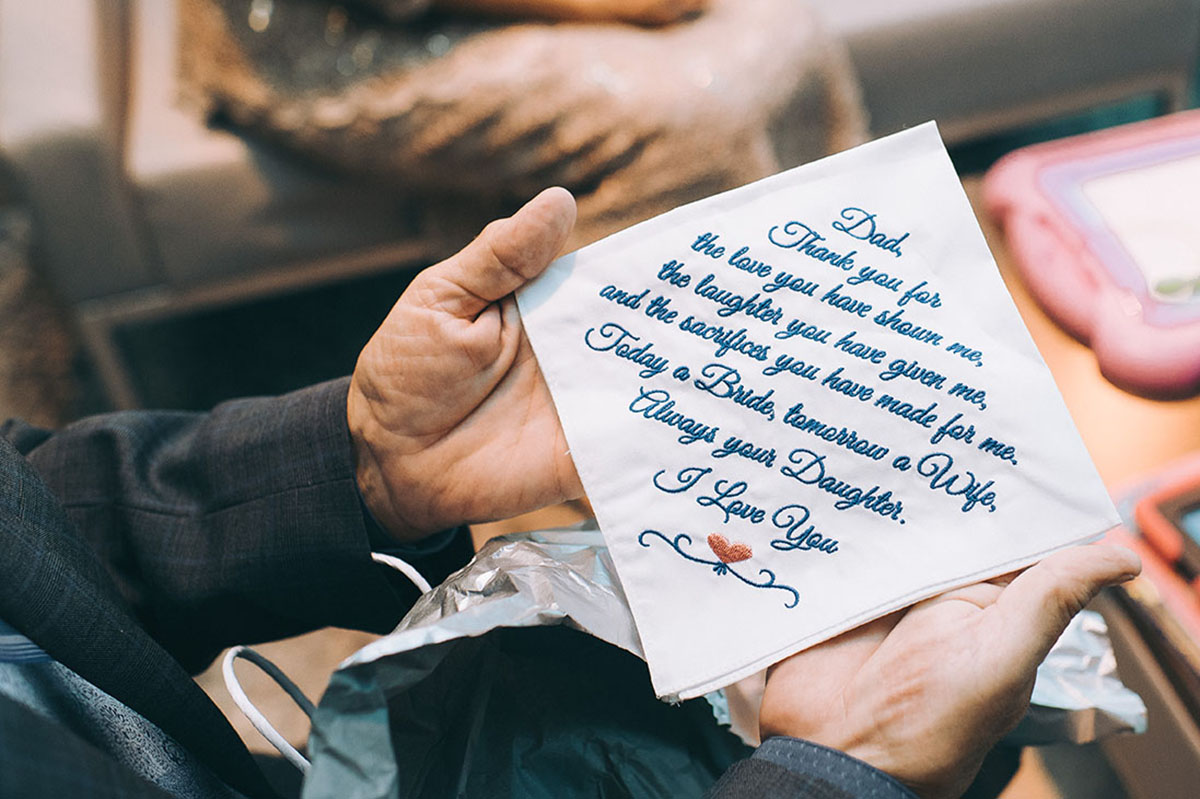 Dad,
Thank you for
the love you have shown me,
the laughter you have given me,
and the sacrifices you have made for me.
Today a Bride, tomorrow a Wife,
Always your Daughter.
I Love You